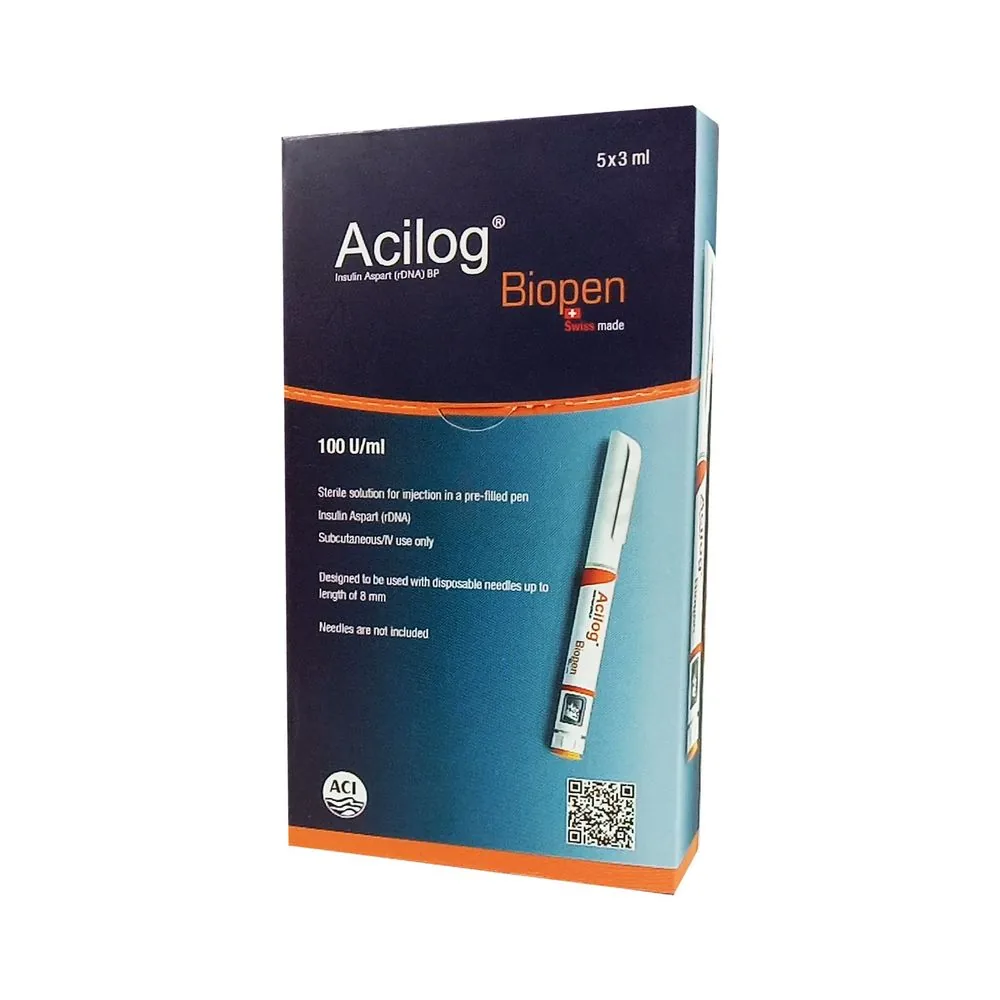 5x3 ml
Acilog®
Insulin Aspart (rDNA) BP
Biopen
Swiss made
100 U/ml
Sterile solution for injection in a pre-filled pen
Insulin Aspart (rDNA)
Subcutaneous/IV use only
Designed to be used with disposable needles up to
length of 8 mm
Needles are not included
Acilog®
Biopen
ACI
Acilog